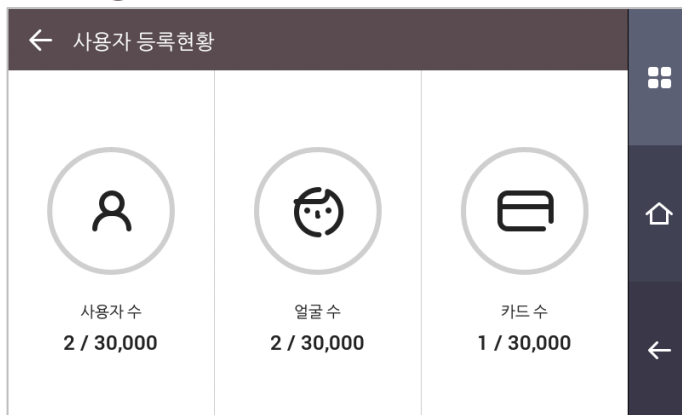 사용자 등록현황
사용자 수
2 / 30,000
얼굴 수
2 / 30,000
카드 수
1 / 30,000